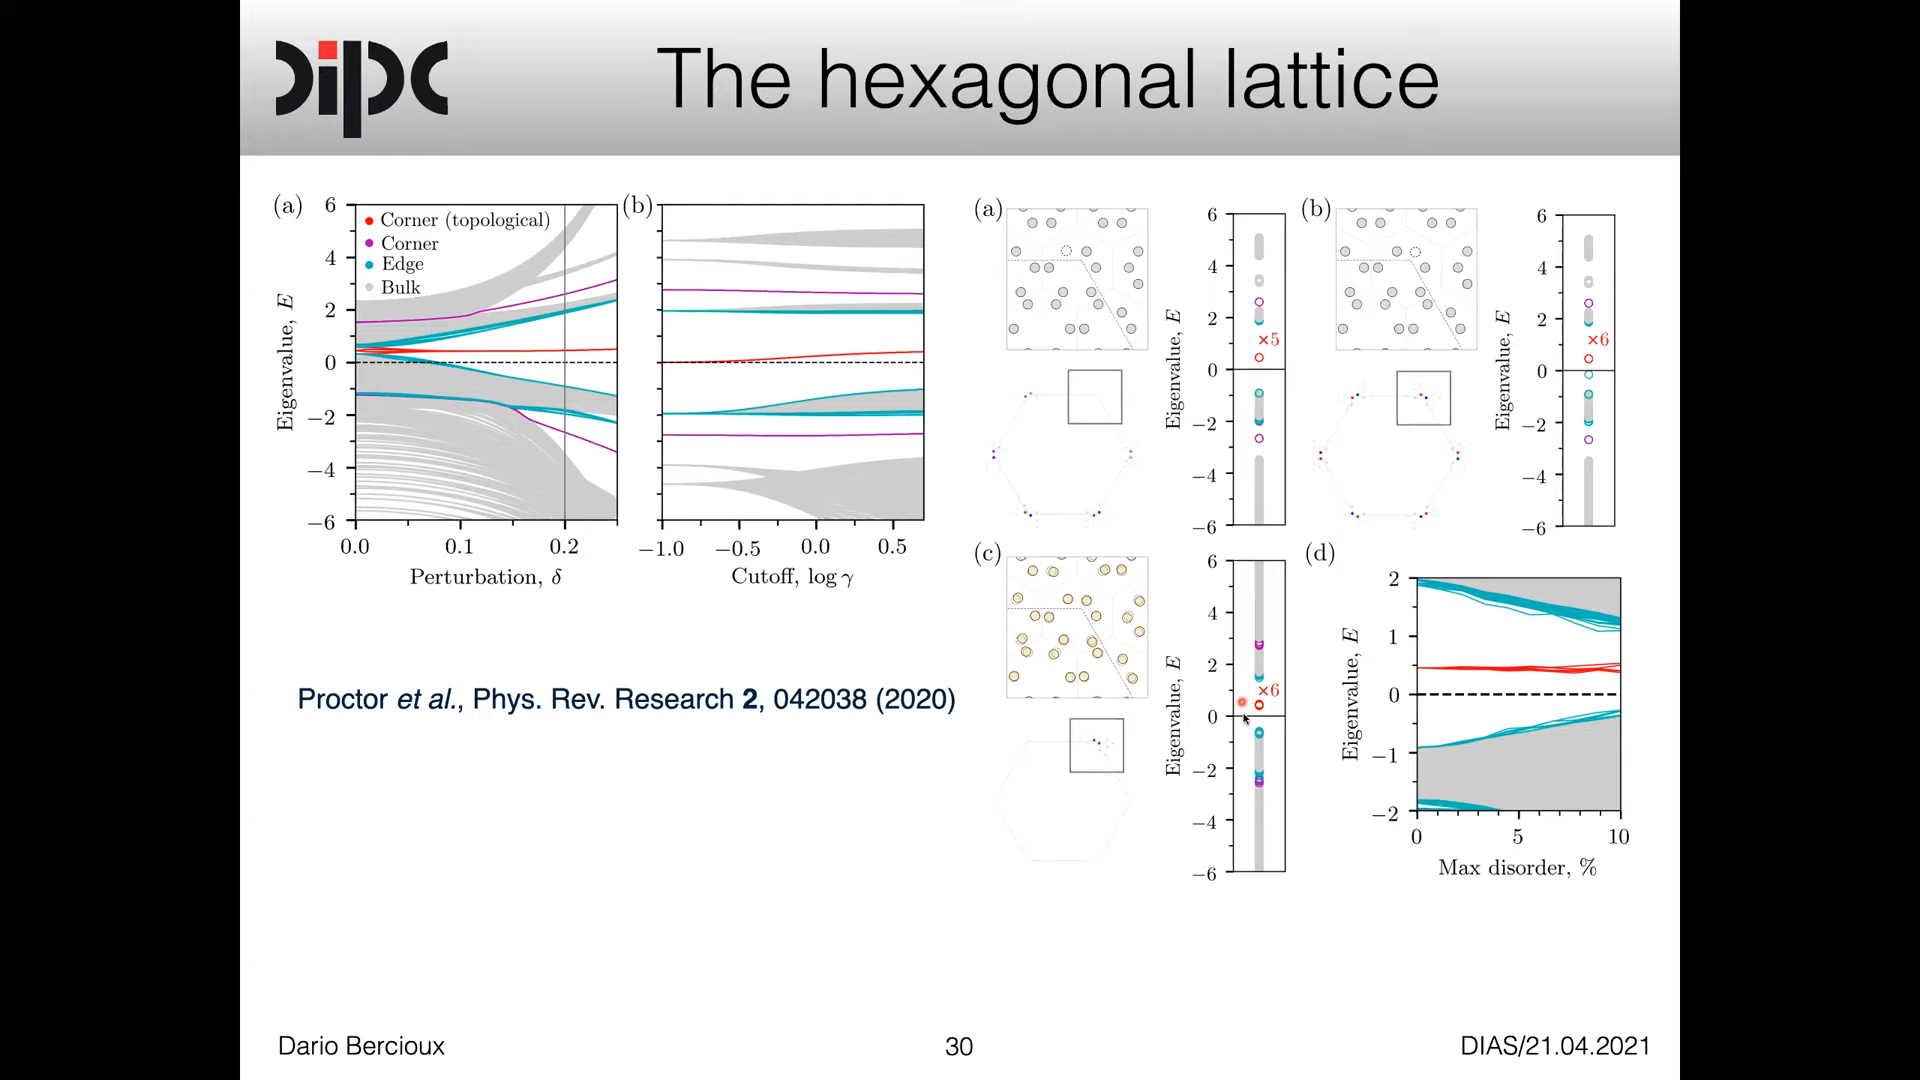 dipc
The hexagonal lattice
(a)
6
4
2
0
−2
−4
−6
Eigenvalue, E
Corner (topological)
Corner
Edge
Bulk
0.0
0.1
0.2
Perturbation, δ
(b)
−1.0
−0.5
0.0
0.5
Cutoff, log γ
Proctor et al., Phys. Rev. Research 2, 042038 (2020)
(a)
6
4
2
0
−2
−4
−6
Eigenvalue, E
×5
(b)
6
4
2
0
−2
−4
−6
Eigenvalue, E
×6
(c)
6
4
2
0
−2
−4
−6
Eigenvalue, E
×6
(d)
2
1
0
−1
−2
Eigenvalue, E
0
5
10
Max disorder, %
Dario Bercioux
30
DIAS/21.04.2021